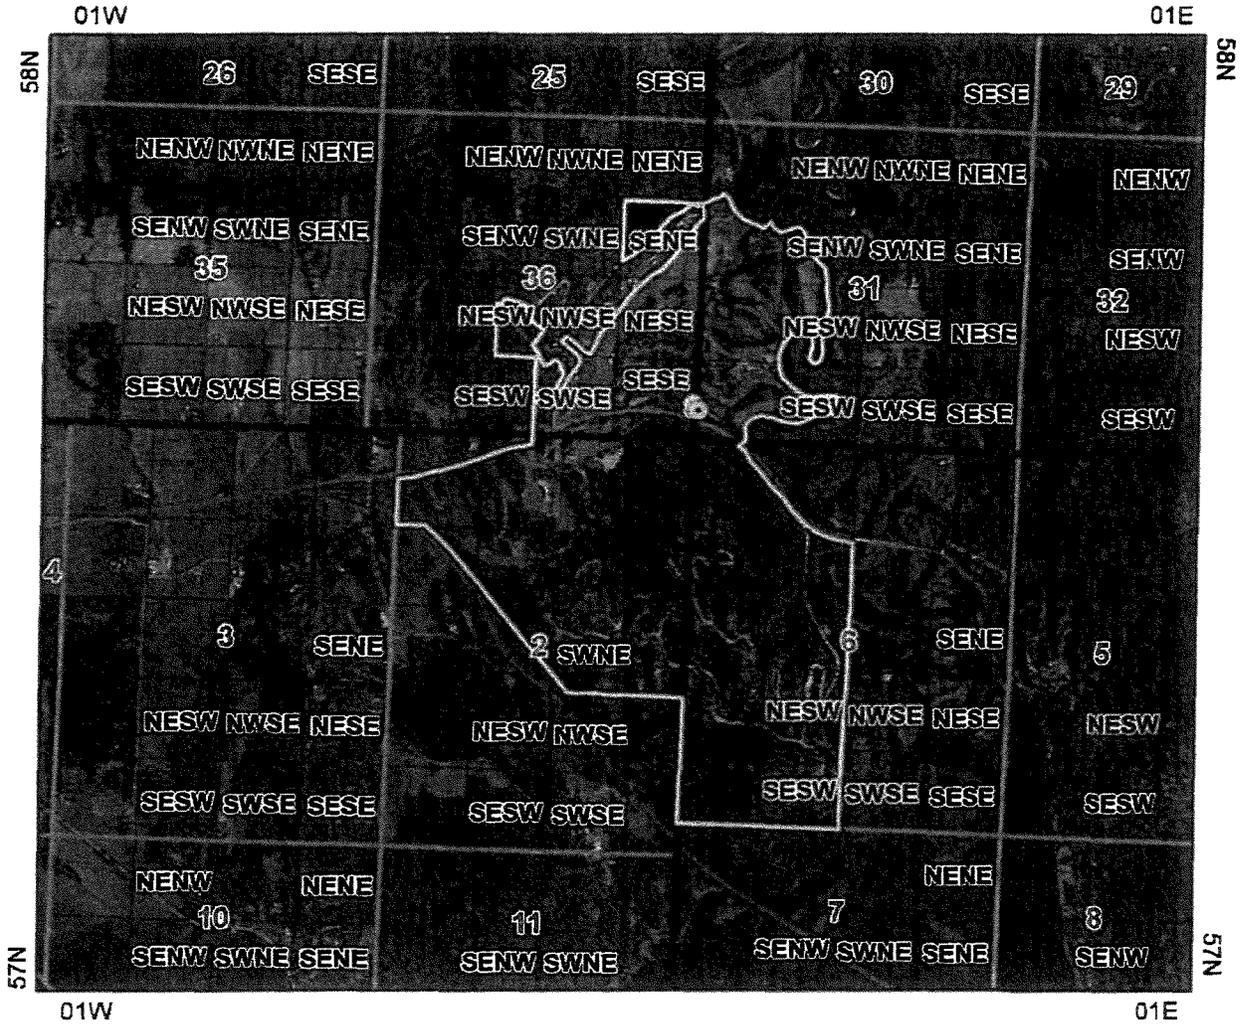 01W 01E
58N 58N
26 SESE 25 SESE 30 SESE 29
NENW NWNE NENE NENW NWNE NENE NENW NWNE NENE NENW
SENW SWNE SENE SENW SWNE SENE SENW SWNE SENE SENW
35 36 31 32
NESW NWSE NESE NESW NWSE NESE NESW NWSE NESE NESW
SESW SWSE SESE SESW SWSE SESE SESW SWSE SESE SESW
6
4
3 SENE 2 SWNE 6 SENE 5
NESW NWSE NESE NESW NWSE NESW NWSE NESE NESW
SESW SWSE SESE SESW SWSE SESW SWSE SESE SESW
NENW NENE NENE
10 11 7 8
SENW SWNE SENE SENW SWNE SENW SWNE SENE SENW
57N 57N
01W 01E